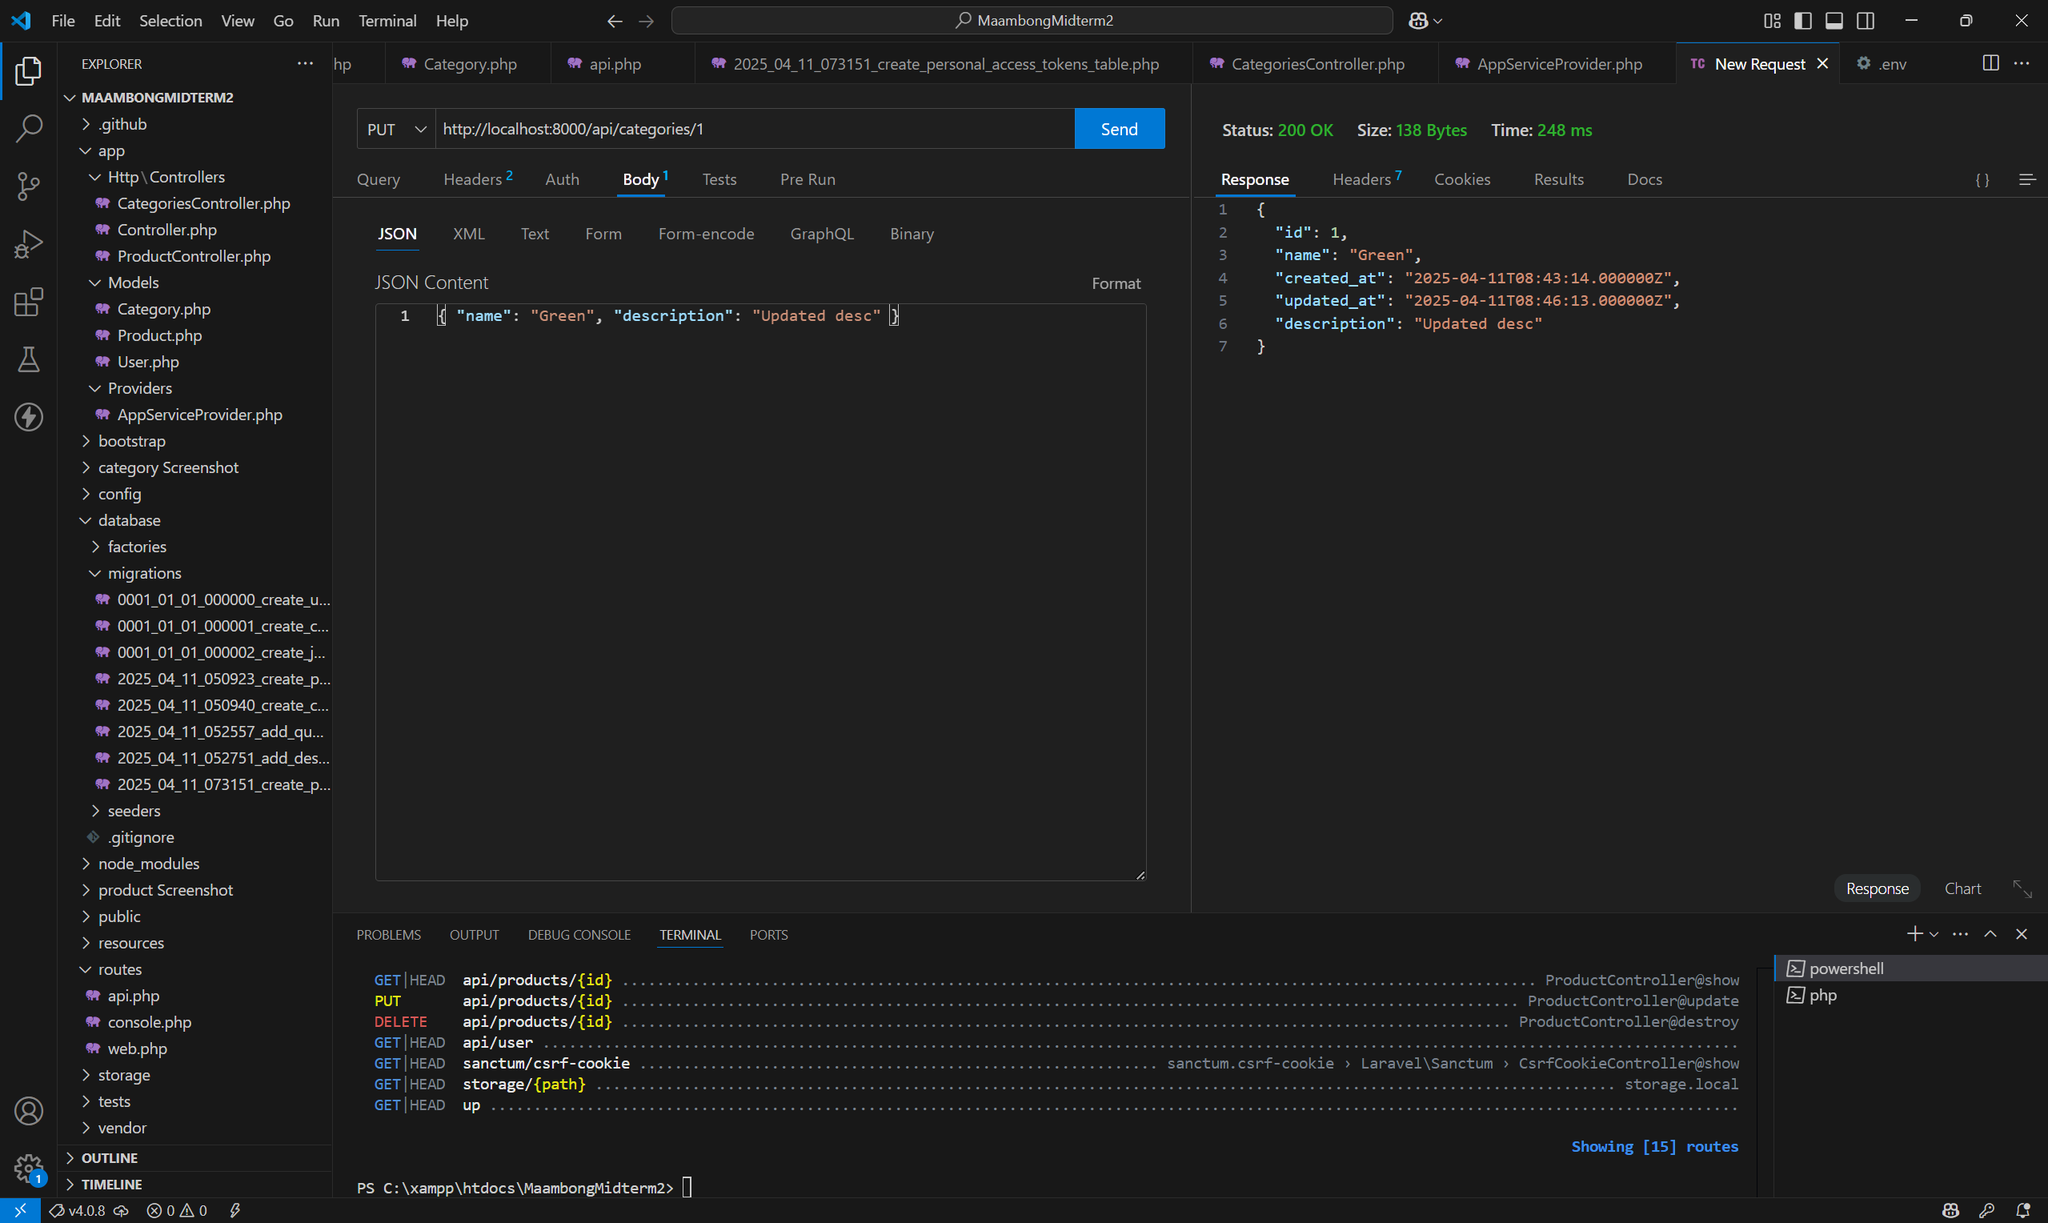 File Edit Selection View Go Run Terminal Help
MaambongMidterm2
EXPLORER
hp
Category.php
api.php
2025_04_11_073151_create_personal_access_tokens_table.php
CategoriesController.php
AppServiceProvider.php
TC New Request
.env
MAAMBONGMIDTERM2
.github
app
Http\Controllers
CategoriesController.php
Controller.php
ProductController.php
Models
Category.php
Product.php
User.php
Providers
AppServiceProvider.php
bootstrap
category Screenshot
config
database
factories
migrations
0001_01_01_000000_create_u...
0001_01_01_000001_create_c...
0001_01_01_000002_create_j...
2025_04_11_050923_create_p...
2025_04_11_050940_create_c...
2025_04_11_052557_add_qu...
2025_04_11_052751_add_des...
2025_04_11_073151_create_p...
seeders
.gitignore
node_modules
product Screenshot
public
resources
routes
api.php
console.php
web.php
storage
tests
vendor
OUTLINE
TIMELINE
PUT http://localhost:8000/api/categories/1 Send
Query Headers 2 Auth Body 1 Tests Pre Run
JSON XML Text Form Form-encode GraphQL Binary
JSON Content Format
1 { "name": "Green", "description": "Updated desc" }
Status: 200 OK Size: 138 Bytes Time: 248 ms
Response Headers 7 Cookies Results Docs { }
1 {
2 "id": 1,
3 "name": "Green",
4 "created_at": "2025-04-11T08:43:14.000000Z",
5 "updated_at": "2025-04-11T08:46:13.000000Z",
6 "description": "Updated desc"
7 }
Response Chart
PROBLEMS OUTPUT DEBUG CONSOLE TERMINAL PORTS
GET|HEAD api/products/{id} ........ ProductController@show
PUT api/products/{id} ........ ProductController@update
DELETE api/products/{id} ........ ProductController@destroy
GET|HEAD api/user ........
GET|HEAD sanctum/csrf-cookie ........ sanctum.csrf-cookie › Laravel\Sanctum › CsrfCookieController@show
GET|HEAD storage/{path} ........ storage.local
GET|HEAD up ........
Showing [15] routes
PS C:\xampp\htdocs\MaambongMidterm2>
powershell
php
1
v4.0.8 0 0